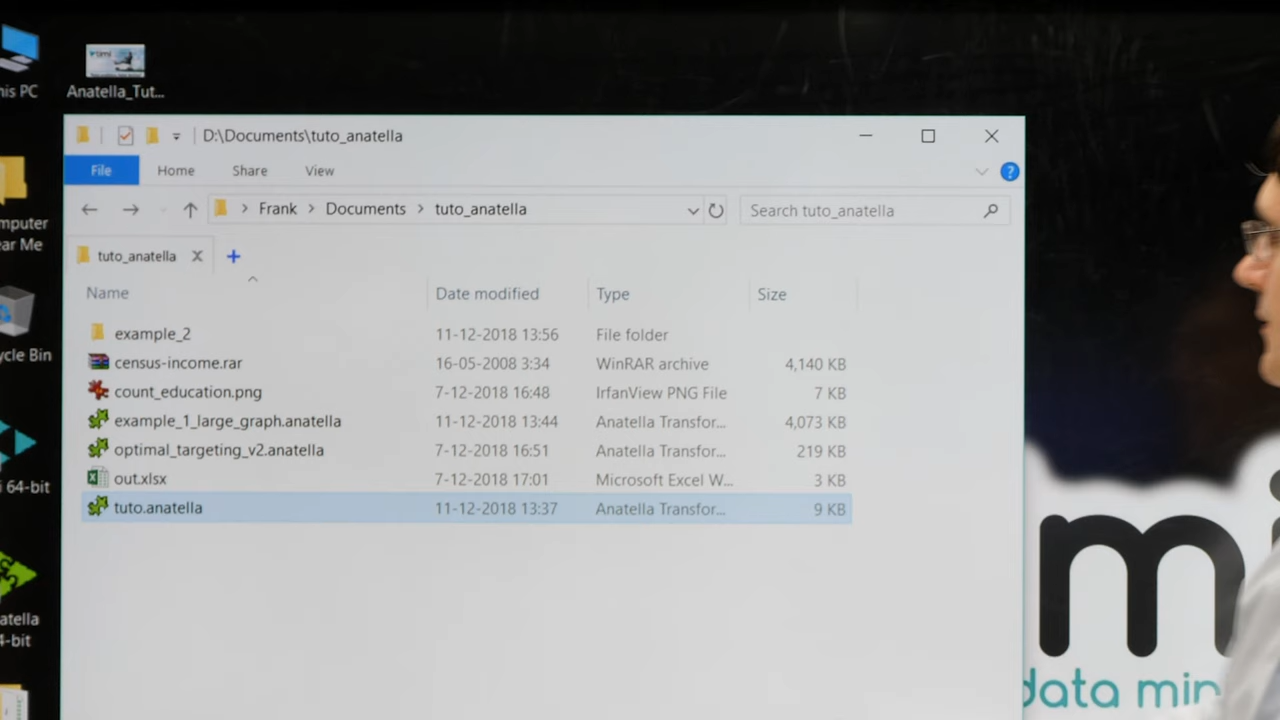 his PC
Anatella_Tut...
D:\Documents\tuto_anatella
File Home Share View
Frank > Documents > tuto_anatella
Search tuto_anatella
tuto_anatella X +
Name Date modified Type Size
example_2 11-12-2018 13:56 File folder
census-income.rar 16-05-2008 3:34 WinRAR archive 4,140 KB
count_education.png 7-12-2018 16:48 IrfanView PNG File 7 KB
example_1_large_graph.anatella 11-12-2018 13:44 Anatella Transfor... 4,073 KB
optimal_targeting_v2.anatella 7-12-2018 16:51 Anatella Transfor... 219 KB
out.xlsx 7-12-2018 17:01 Microsoft Excel W... 3 KB
tuto.anatella 11-12-2018 13:37 Anatella Transfor... 9 KB
mputer
ear Me
ycle Bin
i 64-bit
atella
4-bit
mi
data min